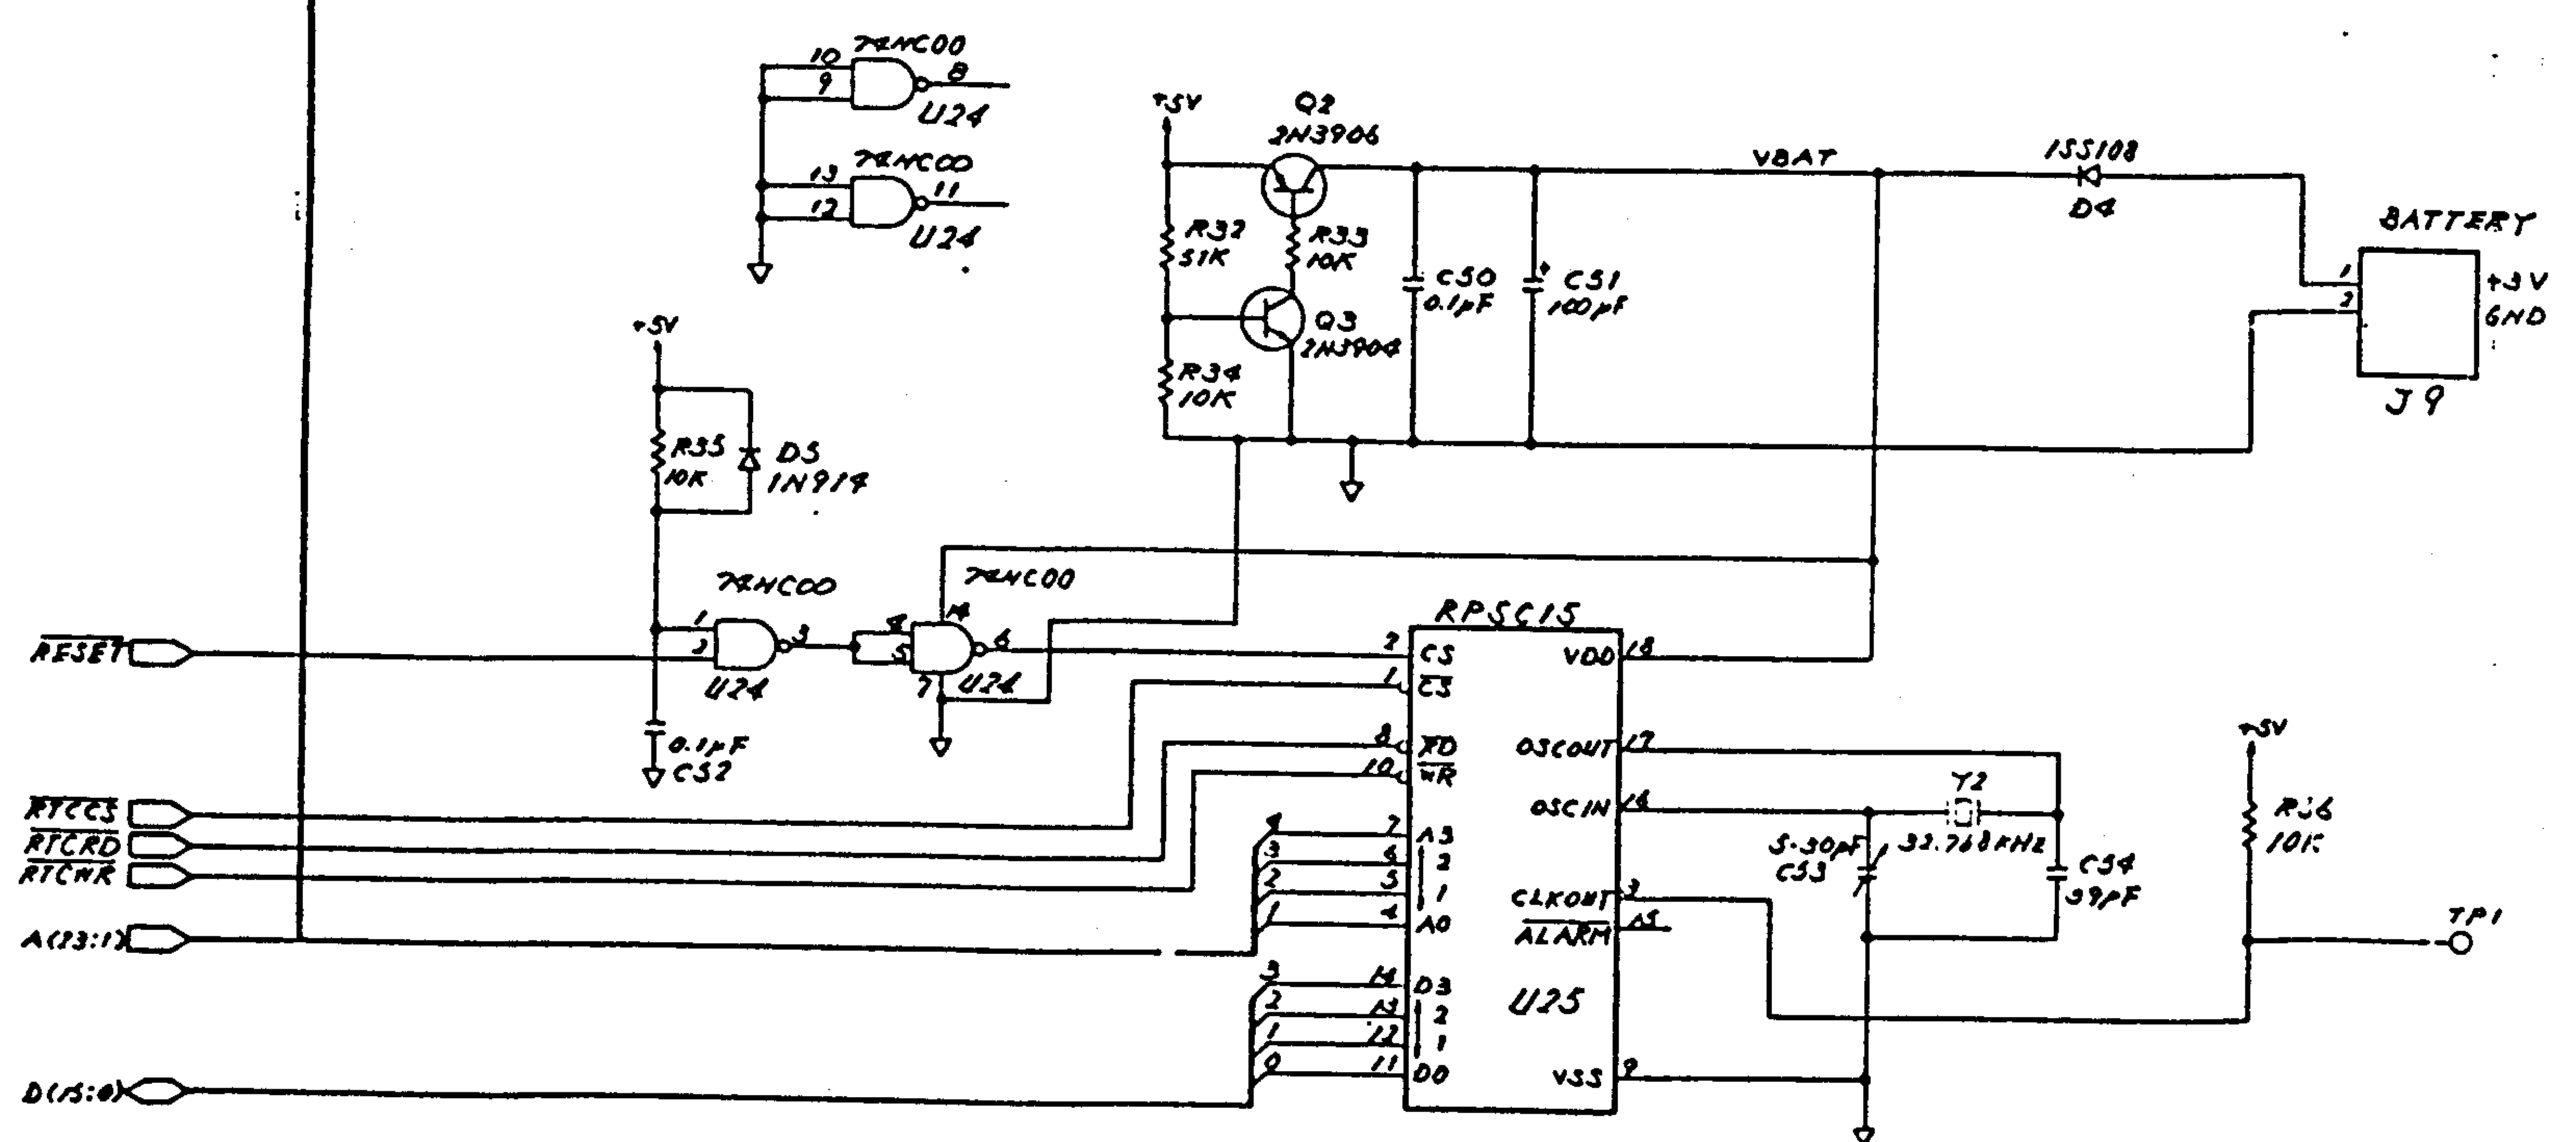 74HC00
10
9
8
U24
74HC00
13
12
11
U24
+5V
Q2
2N3906
VBAT
1SS108
D4
BATTERY
1
+3V
2
GND
J9
R32
51K
R33
10K
C50
0.1µF
+
C51
100µF
Q3
2N3904
R34
10K
+5V
R35
10K
D5
1N914
74HC00
74HC00
RESET
1
2
3
U24
4
5
14
6
7
U24
0.1µF
C52
RTCCS
RTCRD
RTCWR
A(23:1)
D(15:0)
RP5C15
2
CS
1
CS
8
RD
10
WR
4
7
A3
3
6
2
2
5
1
1
4
A0
3
14
D3
2
13
2
1
12
1
0
11
D0
VDD
18
OSCOUT
17
OSCIN
16
CLKOUT
3
ALARM
15
U25
VSS
9
Y2
32.768KHz
5-30pF
C53
C54
39pF
+5V
R36
10K
TP1